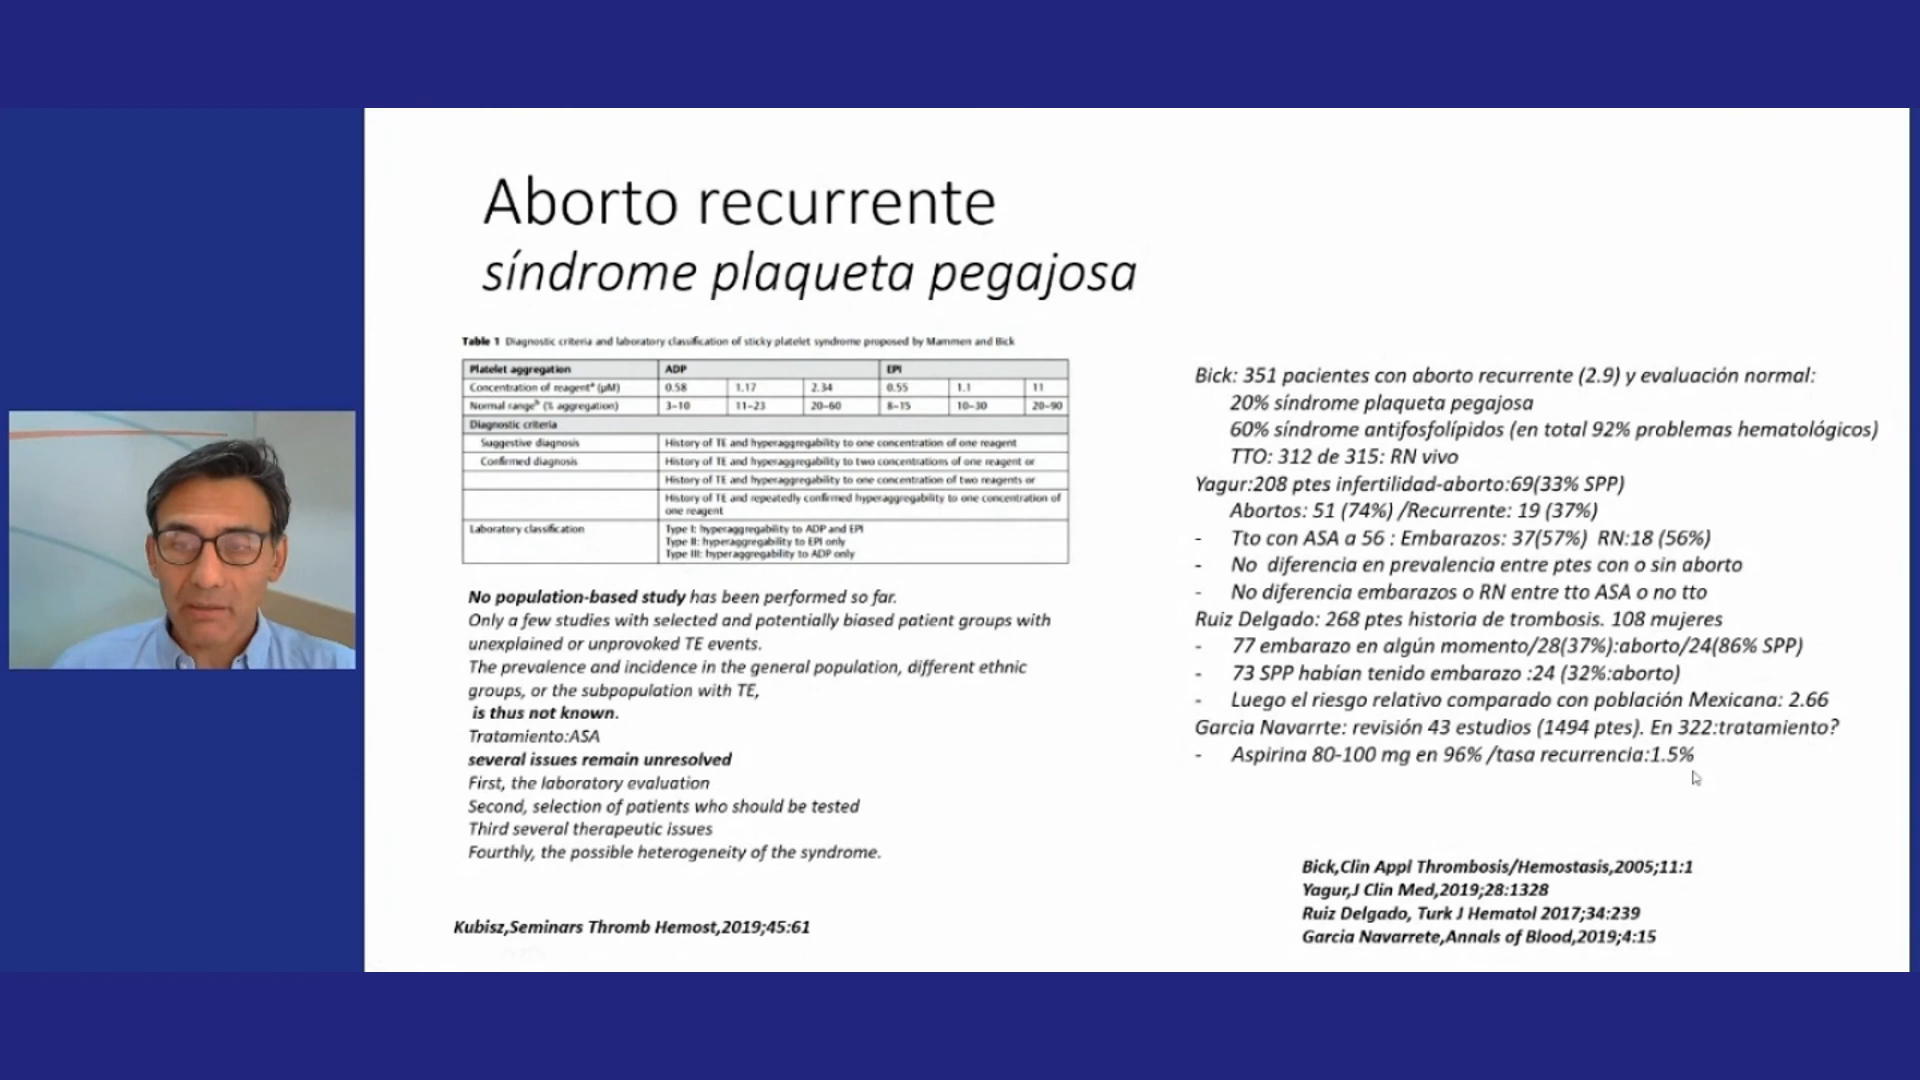 Aborto recurrente
síndrome plaqueta pegajosa
Table 1 Diagnostic criteria and laboratory classification of sticky platelet syndrome proposed by Mammen and Bick
Platelet aggregation ADP EPI
Concentration of reagentᵃ (μM) 0.58 1.17 2.34 0.55 1.1 11
Normal rangeᵇ (% aggregation) 3–10 11–23 20–60 8–15 10–30 20–90
Diagnostic criteria
Suggestive diagnosis History of TE and hyperaggregability to one concentration of one reagent
Confirmed diagnosis History of TE and hyperaggregability to two concentrations of one reagent or
History of TE and hyperaggregability to one concentration of two reagents or
History of TE and repeatedly confirmed hyperaggregability to one concentration of
one reagent
Laboratory classification Type I: hyperaggregability to ADP and EPI
Type II: hyperaggregability to EPI only
Type III: hyperaggregability to ADP only
No population-based study has been performed so far.
Only a few studies with selected and potentially biased patient groups with
unexplained or unprovoked TE events.
The prevalence and incidence in the general population, different ethnic
groups, or the subpopulation with TE,
is thus not known.
Tratamiento:ASA
several issues remain unresolved
First, the laboratory evaluation
Second, selection of patients who should be tested
Third several therapeutic issues
Fourthly, the possible heterogeneity of the syndrome.
Kubisz,Seminars Thromb Hemost,2019;45:61
Bick: 351 pacientes con aborto recurrente (2.9) y evaluación normal:
20% síndrome plaqueta pegajosa
60% síndrome antifosfolípidos (en total 92% problemas hematológicos)
TTO: 312 de 315: RN vivo
Yagur:208 ptes infertilidad-aborto:69(33% SPP)
Abortos: 51 (74%) /Recurrente: 19 (37%)
- Tto con ASA a 56 : Embarazos: 37(57%) RN:18 (56%)
- No diferencia en prevalencia entre ptes con o sin aborto
- No diferencia embarazos o RN entre tto ASA o no tto
Ruiz Delgado: 268 ptes historia de trombosis. 108 mujeres
- 77 embarazo en algún momento/28(37%):aborto/24(86% SPP)
- 73 SPP habían tenido embarazo :24 (32%:aborto)
- Luego el riesgo relativo comparado con población Mexicana: 2.66
Garcia Navarrte: revisión 43 estudios (1494 ptes). En 322:tratamiento?
- Aspirina 80-100 mg en 96% /tasa recurrencia:1.5%
Bick,Clin Appl Thrombosis/Hemostasis,2005;11:1
Yagur,J Clin Med,2019;28:1328
Ruiz Delgado, Turk J Hematol 2017;34:239
Garcia Navarrete,Annals of Blood,2019;4:15